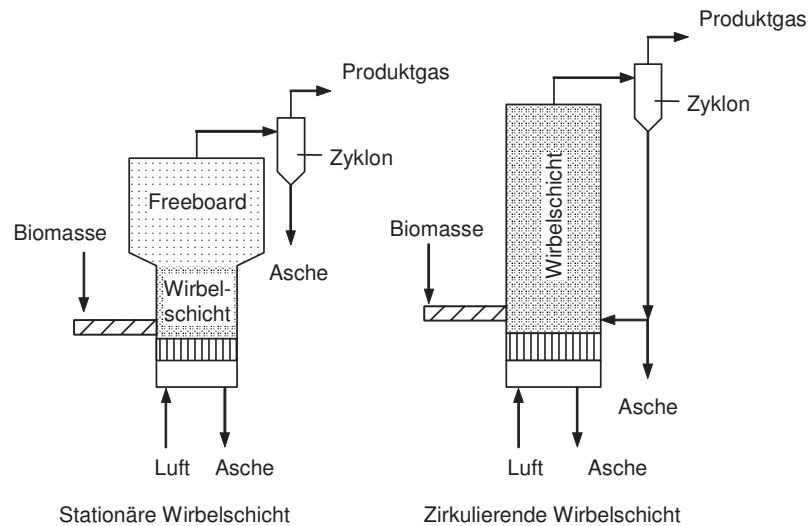 Produktgas
Zyklon
Freeboard
Biomasse
Asche
Wirbel-
schicht
Luft
Asche
Stationäre Wirbelschicht
Produktgas
Zyklon
Wirbelschicht
Biomasse
Asche
Luft
Asche
Zirkulierende Wirbelschicht